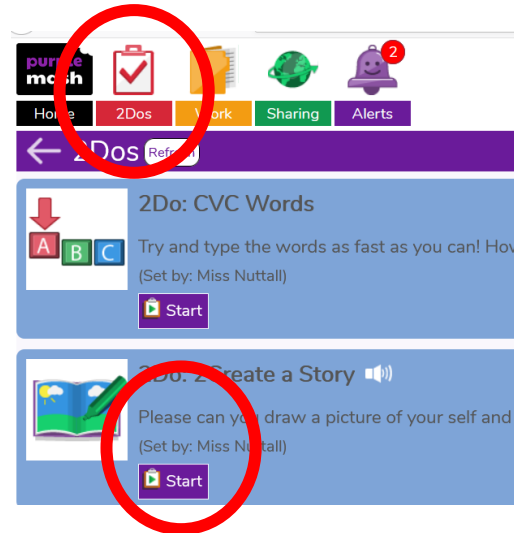 purple
mash
2
Home 2Dos Work Sharing Alerts
2Dos Refresh
2Do: CVC Words
Try and type the words as fast as you can! How
A B C
(Set by: Miss Nuttall)
Start
2Do: 2Create a Story
Please can you draw a picture of your self and
(Set by: Miss Nuttall)
Start